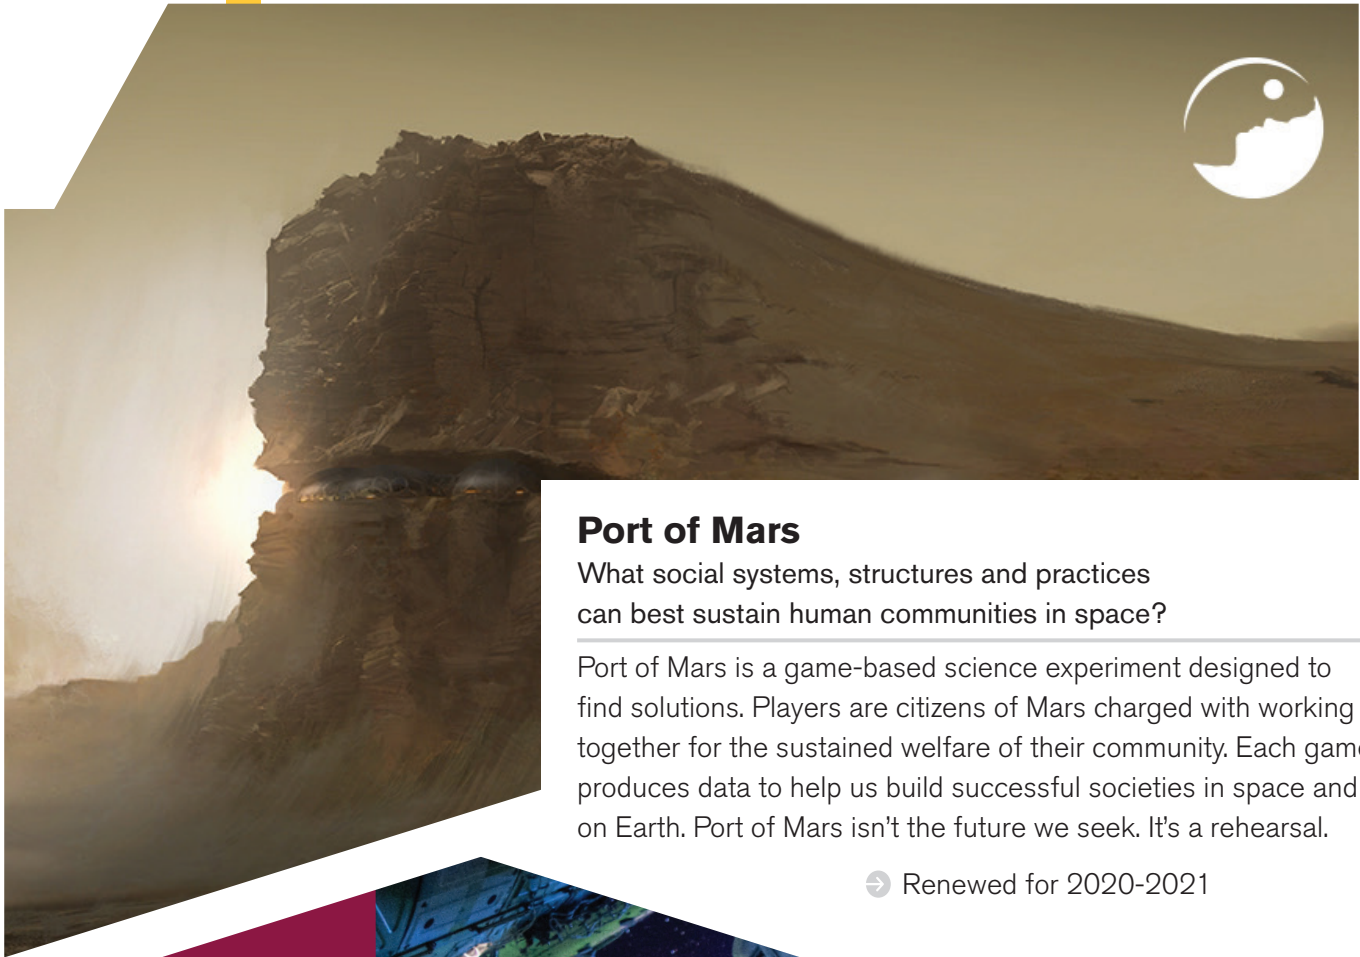 Port of Mars
What social systems, structures and practices
can best sustain human communities in space?
Port of Mars is a game-based science experiment designed to
find solutions. Players are citizens of Mars charged with working
together for the sustained welfare of their community. Each game
produces data to help us build successful societies in space and
on Earth. Port of Mars isn’t the future we seek. It’s a rehearsal.
Renewed for 2020-2021